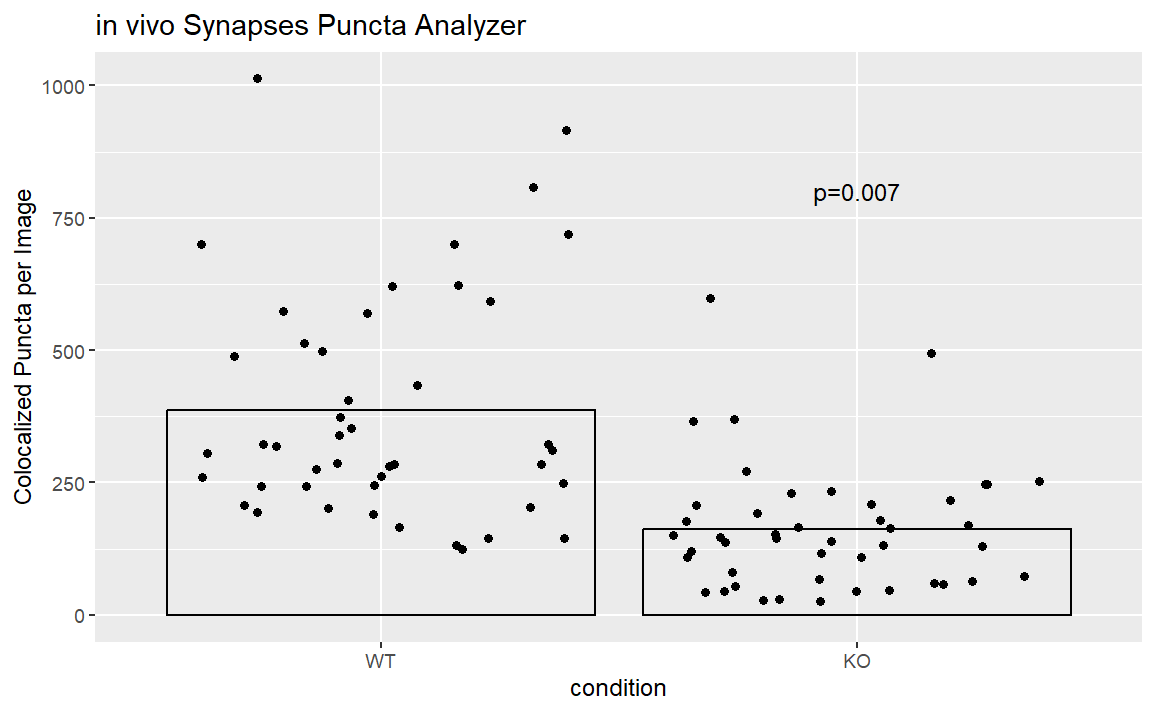 in vivo Synapses Puncta Analyzer
Colocalized Puncta per Image
1000
750
500
250
0
p=0.007
WT
KO
condition